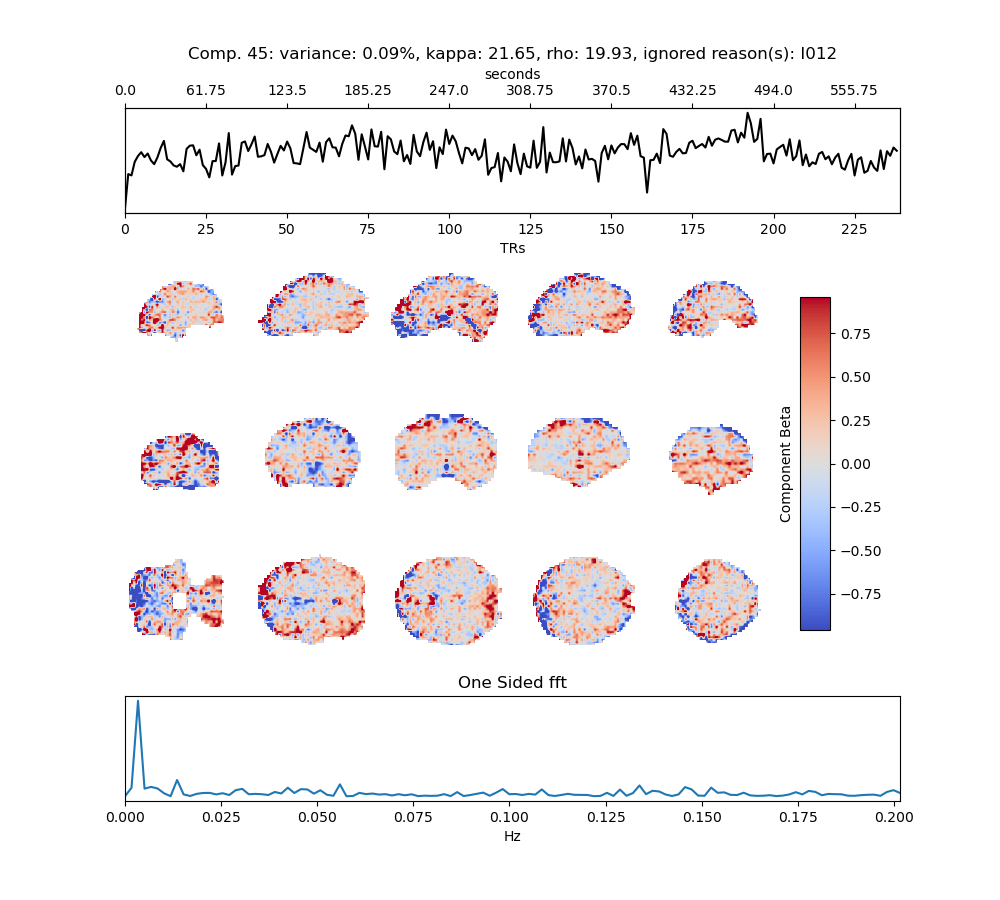 Comp. 45: variance: 0.09%, kappa: 21.65, rho: 19.93, ignored reason(s): I012
seconds
0.0 61.75 123.5 185.25 247.0 308.75 370.5 432.25 494.0 555.75
0 25 50 75 100 125 150 175 200 225
TRs
0.75
0.50
0.25
0.00
−0.25
−0.50
−0.75
Component Beta
One Sided fft
0.000 0.025 0.050 0.075 0.100 0.125 0.150 0.175 0.200
Hz